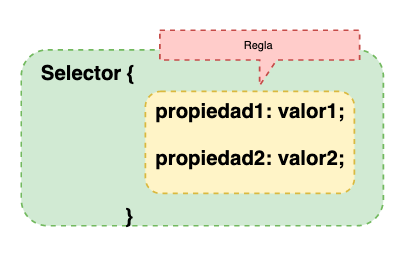 Regla
Selector {
propiedad1: valor1;
propiedad2: valor2;
}